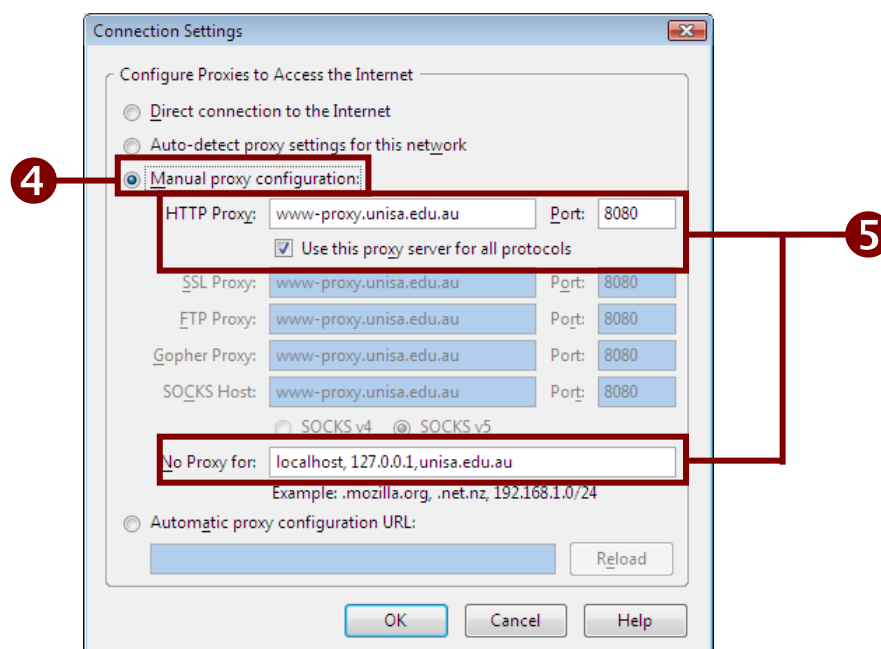 Connection Settings
Configure Proxies to Access the Internet
Direct connection to the Internet
Auto-detect proxy settings for this network
4
Manual proxy configuration:
HTTP Proxy: www-proxy.unisa.edu.au Port: 8080
Use this proxy server for all protocols
5
SSL Proxy: www-proxy.unisa.edu.au Port: 8080
FTP Proxy: www-proxy.unisa.edu.au Port: 8080
Gopher Proxy: www-proxy.unisa.edu.au Port: 8080
SOCKS Host: www-proxy.unisa.edu.au Port: 8080
SOCKS v4 SOCKS v5
No Proxy for: localhost, 127.0.0.1,unisa.edu.au
Example: .mozilla.org, .net.nz, 192.168.1.0/24
Automatic proxy configuration URL:
Reload
OK Cancel Help